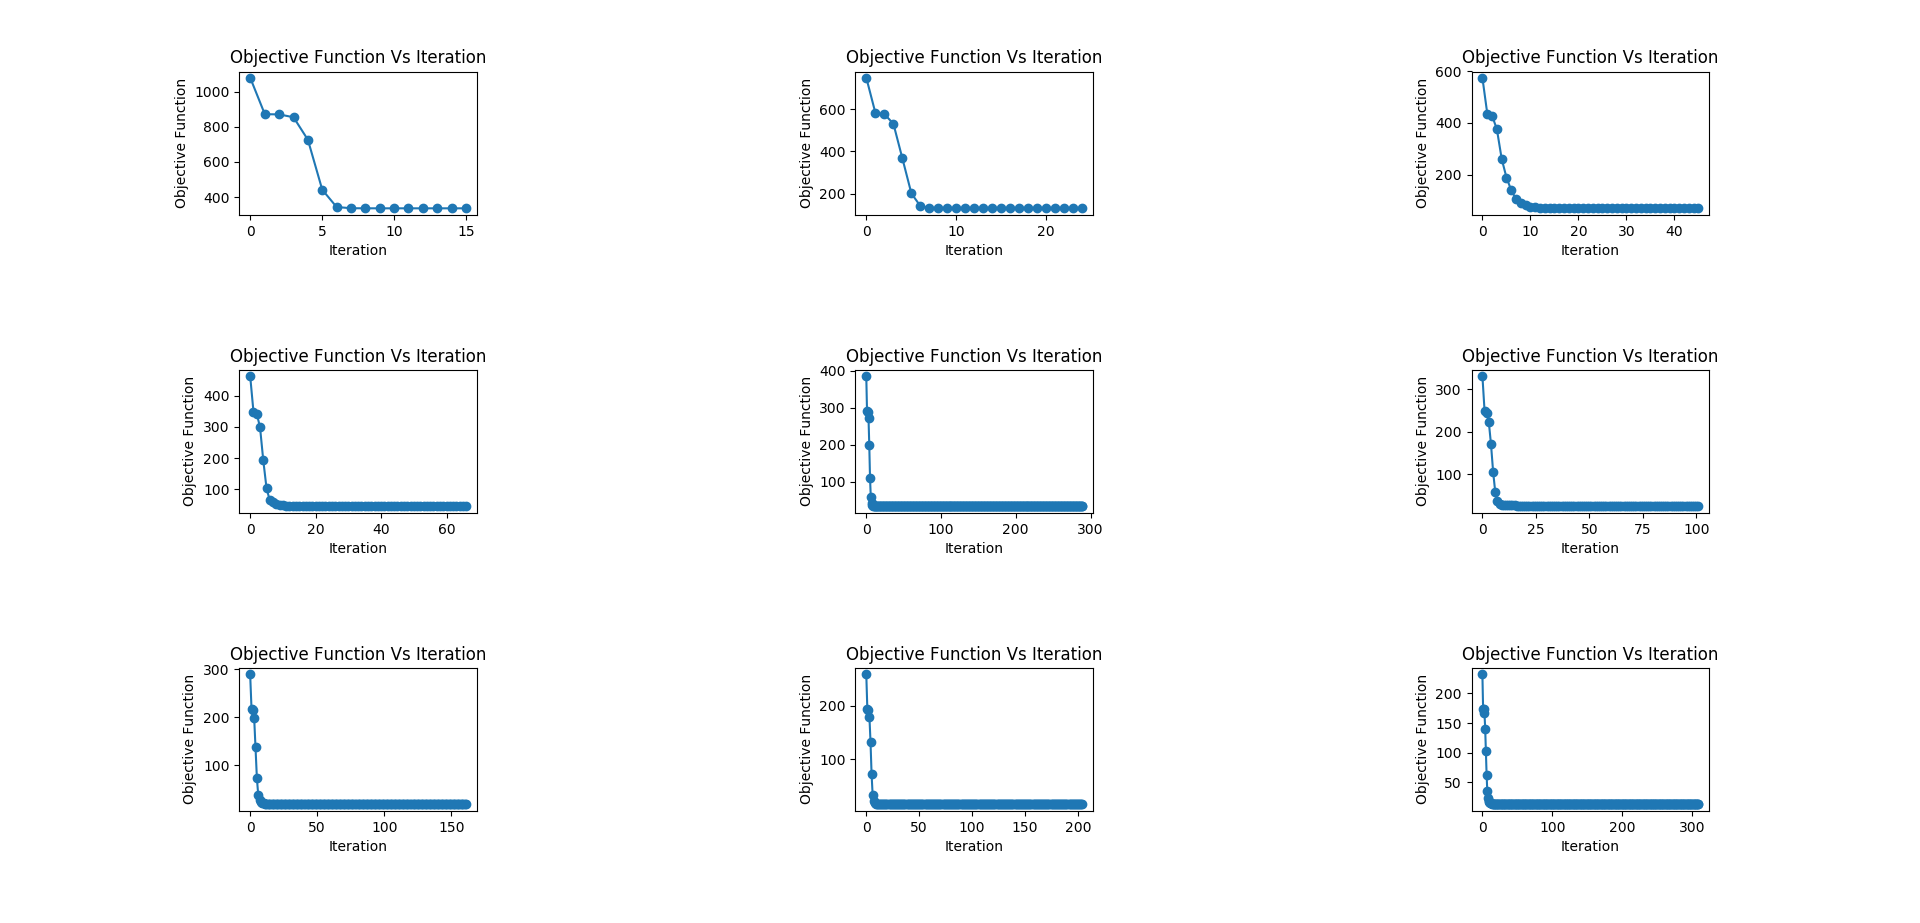 Objective Function Vs Iteration
Objective Function
1000
800
600
400
0 5 10 15
Iteration
Objective Function Vs Iteration
Objective Function
600
400
200
0 10 20
Iteration
Objective Function Vs Iteration
Objective Function
600
400
200
0 10 20 30 40
Iteration
Objective Function Vs Iteration
Objective Function
400
300
200
100
0 20 40 60
Iteration
Objective Function Vs Iteration
Objective Function
400
300
200
100
0 100 200 300
Iteration
Objective Function Vs Iteration
Objective Function
300
200
100
0 25 50 75 100
Iteration
Objective Function Vs Iteration
Objective Function
300
200
100
0 50 100 150
Iteration
Objective Function Vs Iteration
Objective Function
200
100
0 50 100 150 200
Iteration
Objective Function Vs Iteration
Objective Function
200
150
100
50
0 100 200 300
Iteration